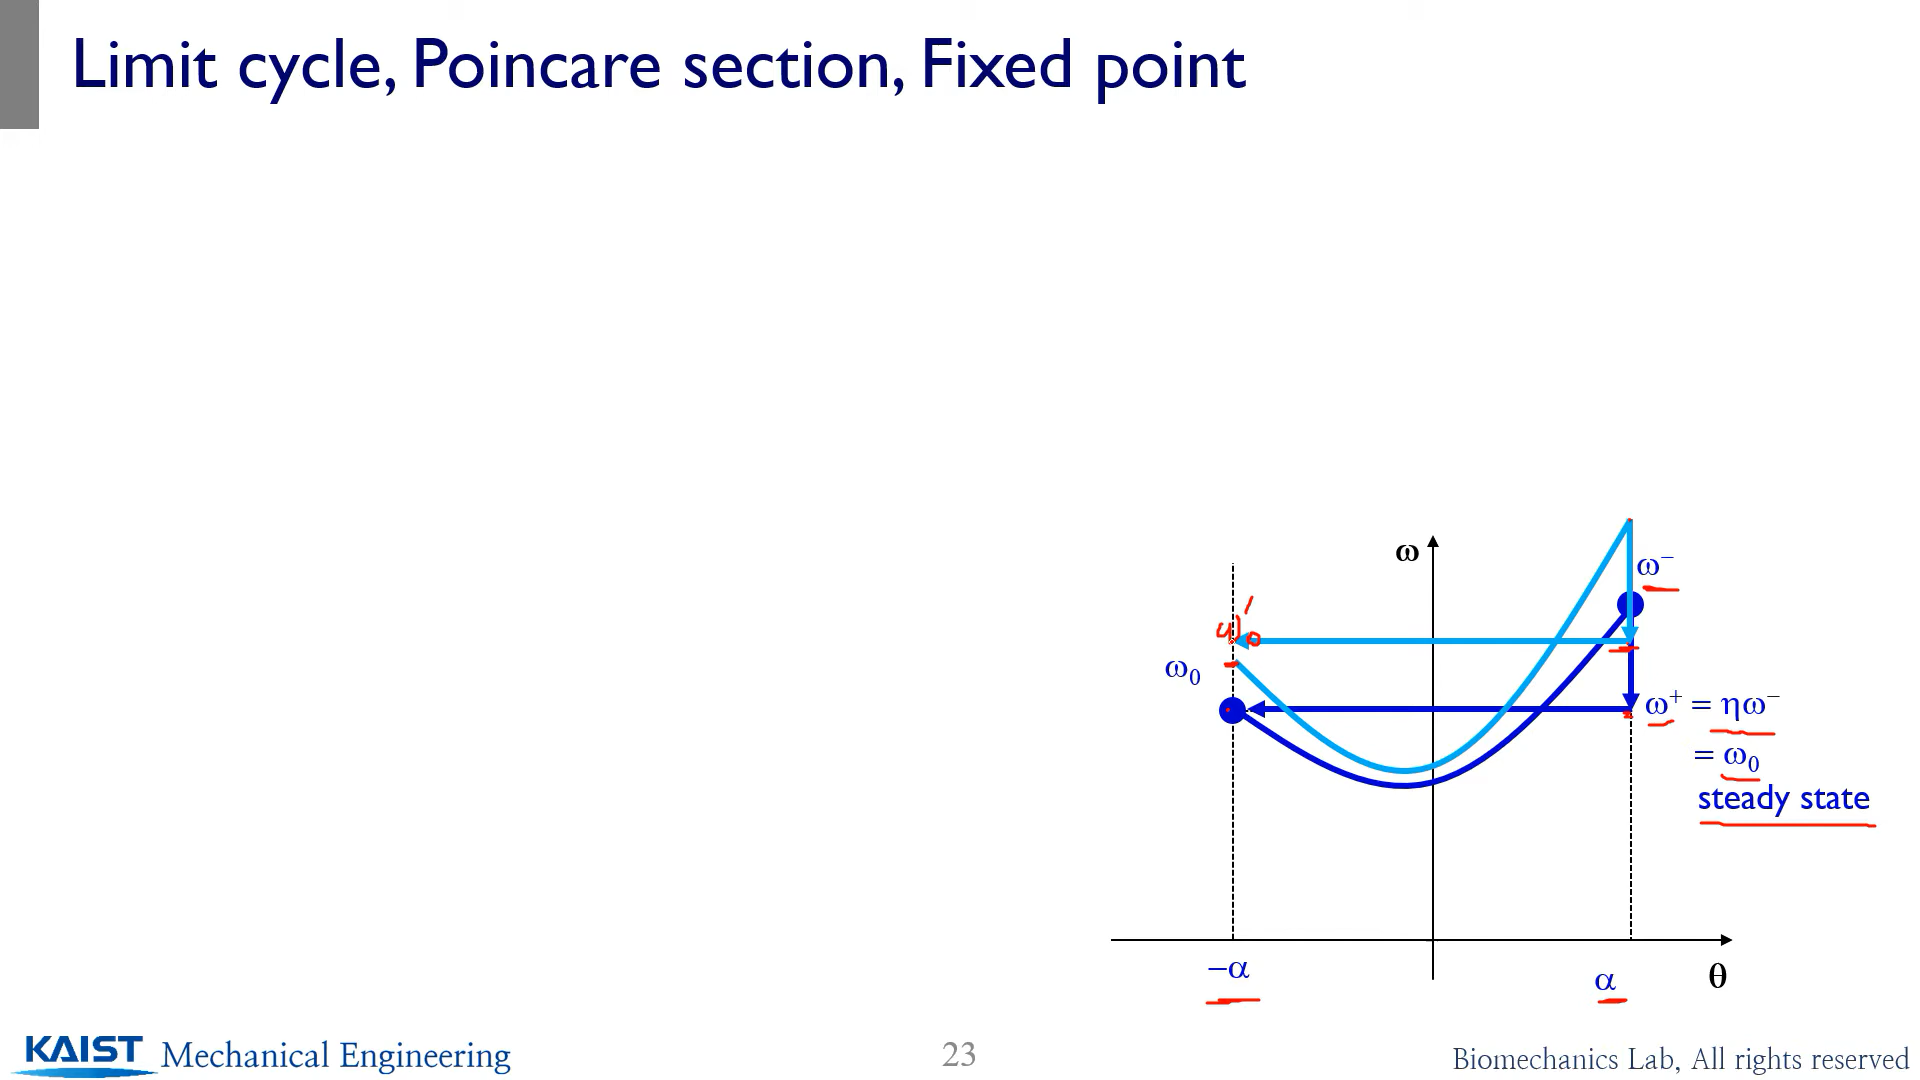 Limit cycle, Poincare section, Fixed point
ω
ω⁻
ω₀'
ω₀
ω⁺ = ηω⁻
= ω₀
steady state
−α
α
θ
KAIST Mechanical Engineering
23
Biomechanics Lab, All rights reserved